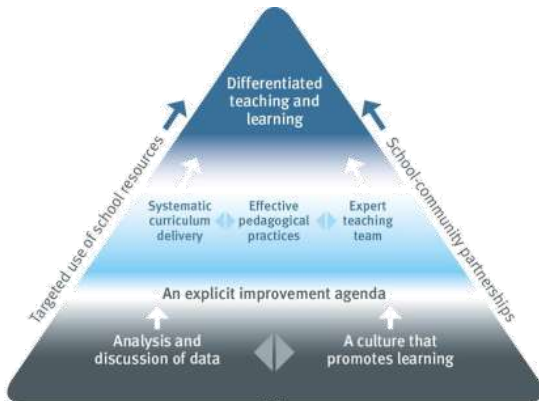 Differentiated
teaching and
learning
Targeted use of school resources
School-community partnerships
Systematic
curriculum
delivery
Effective
pedagogical
practices
Expert
teaching
team
An explicit improvement agenda
Analysis and
discussion of data
A culture that
promotes learning